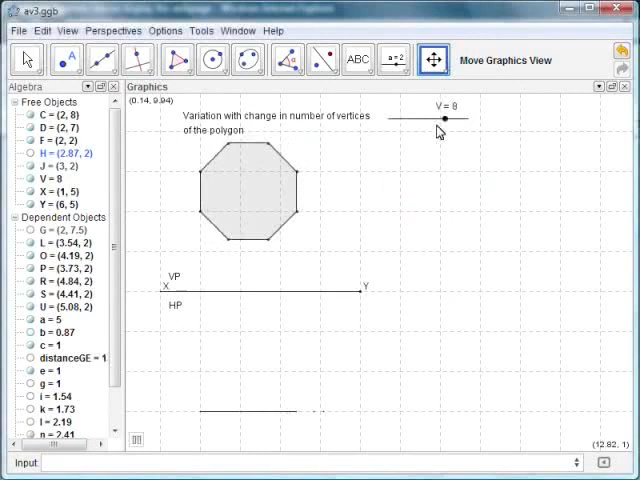 av3.ggb
File Edit View Perspectives Options Tools Window Help
A
ABC
a = 2
Move Graphics View
Algebra
Graphics
Free Objects
C = (2, 8)
D = (2, 7)
F = (2, 2)
H = (2.87, 2)
J = (3, 2)
V = 8
X = (1, 5)
Y = (6, 5)
Dependent Objects
G = (2, 7.5)
L = (3.54, 2)
O = (4.19, 2)
P = (3.73, 2)
R = (4.84, 2)
S = (4.41, 2)
U = (5.08, 2)
a = 5
b = 0.87
c = 1
distanceGE = 1.
e = 1
g = 1
i = 1.54
k = 1.73
l = 2.19
n = 2.41
(0.14, 9.94)
Variation with change in number of vertices
of the polygon
V = 8
VP
X
Y
HP
(12.82, 1)
Input: